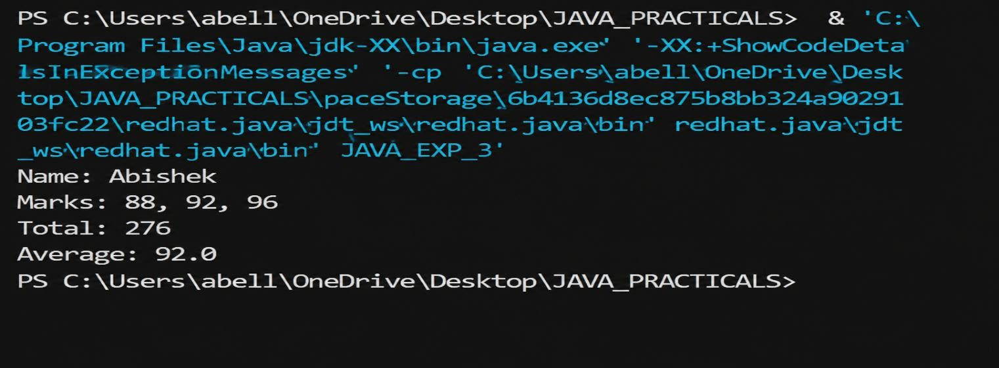 PS C:\Users\abell\OneDrive\Desktop\JAVA_PRACTICALS>  & 'C:\
Program Files\Java\jdk-XX\bin\java.exe' '-XX:+ShowCodeDeta
lsInExceptionMessages' '-cp 'C:\Users\abell\OneDrive\Desk
top\JAVA_PRACTICALS\paceStorage\6b4136d8ec875b8bb324a90291
03fc22\redhat.java\jdt_ws\redhat.java\bin' redhat.java\jdt
_ws\redhat.java\bin' JAVA_EXP_3'
Name: Abishek
Marks: 88, 92, 96
Total: 276
Average: 92.0
PS C:\Users\abell\OneDrive\Desktop\JAVA_PRACTICALS>